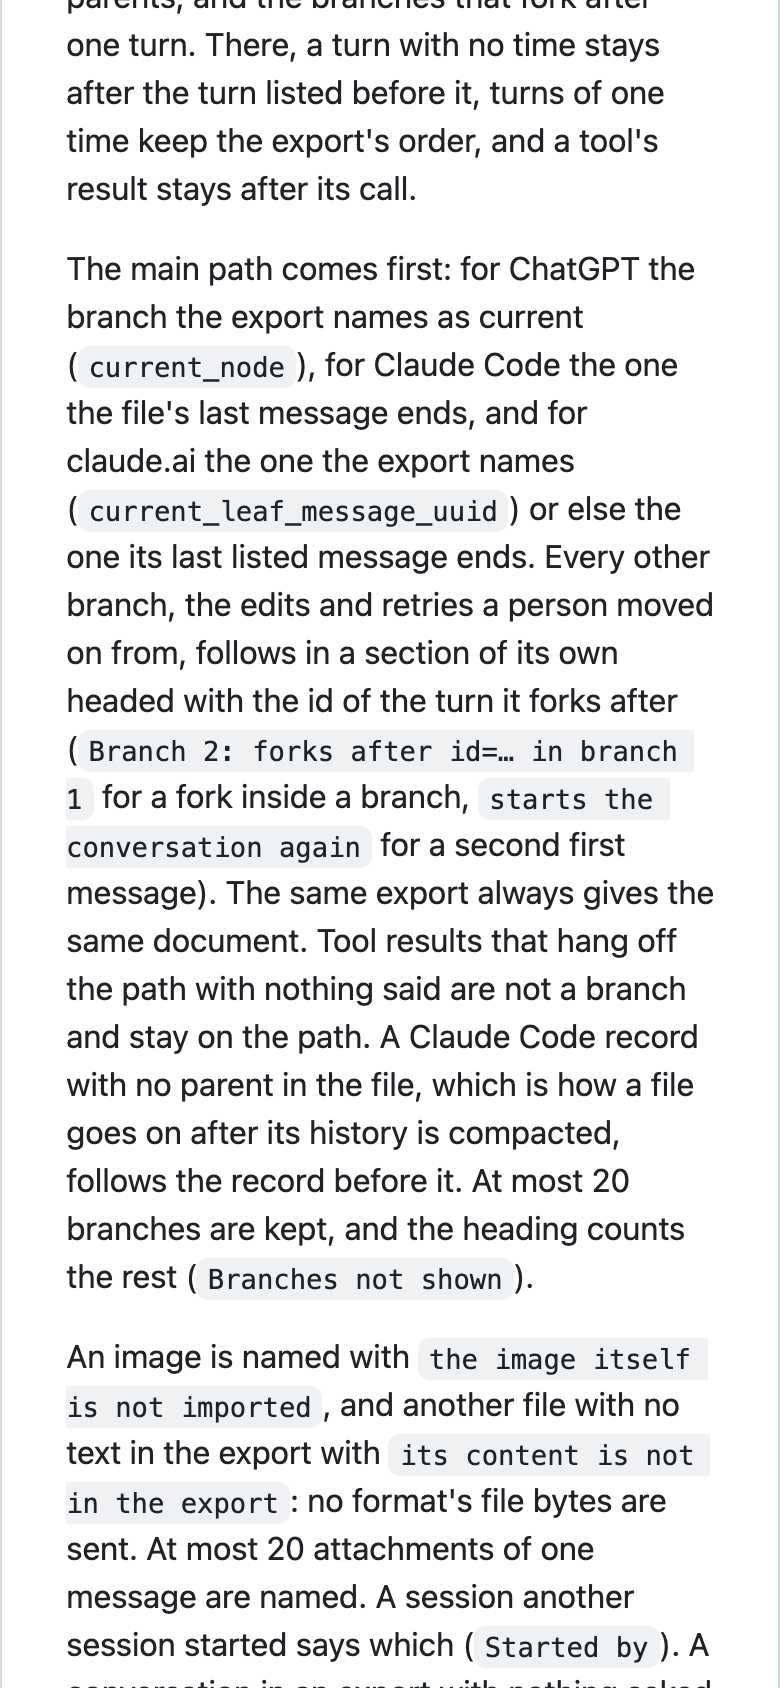 one turn. There, a turn with no time stays
after the turn listed before it, turns of one
time keep the export's order, and a tool's
result stays after its call.
The main path comes first: for ChatGPT the
branch the export names as current
(current_node), for Claude Code the one
the file's last message ends, and for
claude.ai the one the export names
(current_leaf_message_uuid) or else the
one its last listed message ends. Every other
branch, the edits and retries a person moved
on from, follows in a section of its own
headed with the id of the turn it forks after
(Branch 2: forks after id=… in branch
1 for a fork inside a branch, starts the
conversation again for a second first
message). The same export always gives the
same document. Tool results that hang off
the path with nothing said are not a branch
and stay on the path. A Claude Code record
with no parent in the file, which is how a file
goes on after its history is compacted,
follows the record before it. At most 20
branches are kept, and the heading counts
the rest (Branches not shown).
An image is named with the image itself
is not imported, and another file with no
text in the export with its content is not
in the export: no format's file bytes are
sent. At most 20 attachments of one
message are named. A session another
session started says which (Started by). A